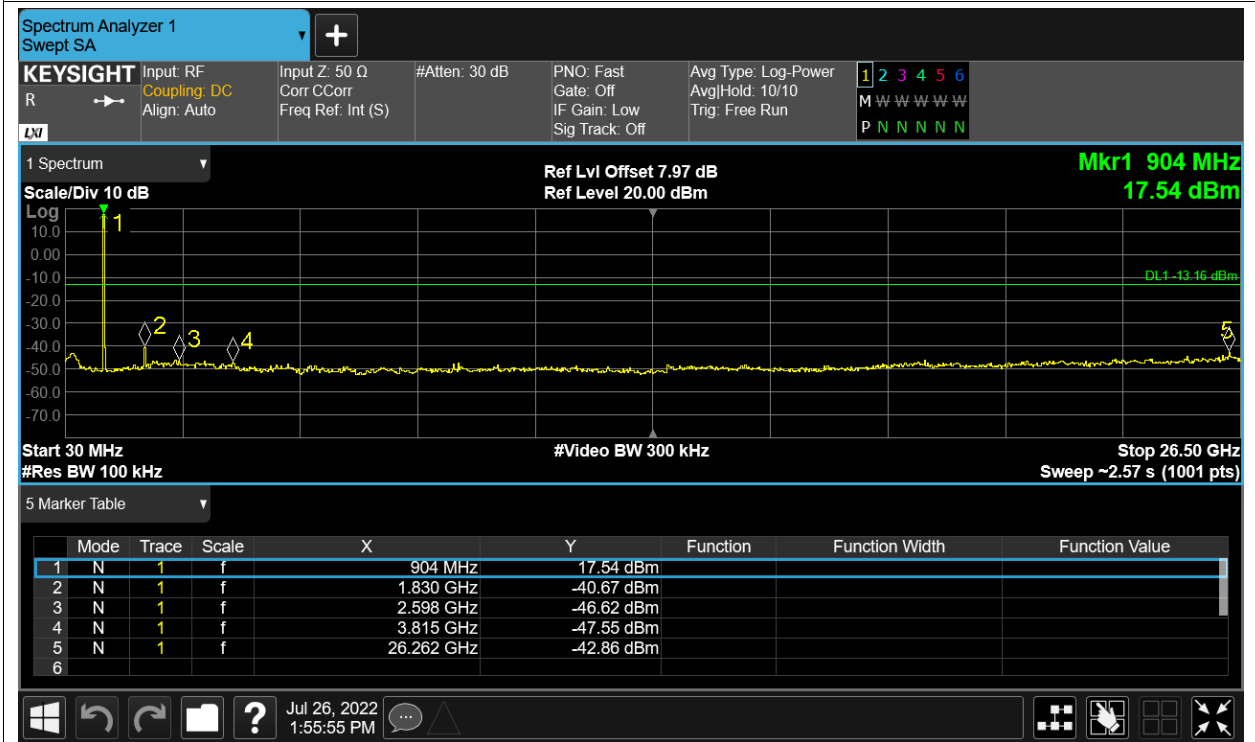 Spectrum Analyzer 1
Swept SA
KEYSIGHT Input: RF Input Z: 50 Ω #Atten: 30 dB PNO: Fast Avg Type: Log-Power 1 2 3 4 5 6
R Coupling: DC Corr CCorr Gate: Off Avg|Hold: 10/10 M W W W W W
Align: Auto Freq Ref: Int (S) IF Gain: Low Trig: Free Run
LXI Sig Track: Off P N N N N N
1 Spectrum Ref Lvl Offset 7.97 dB Mkr1 904 MHz
Scale/Div 10 dB Ref Level 20.00 dBm 17.54 dBm
Log
1
10.0
0.00
-10.0 DL1 -13.16 dBm
-20.0
-30.0 2 3 4 5
-40.0
-50.0
-60.0
-70.0
Start 30 MHz #Video BW 300 kHz Stop 26.50 GHz
#Res BW 100 kHz Sweep ~2.57 s (1001 pts)
5 Marker Table
Mode Trace Scale X Y Function Function Width Function Value
1 N 1 f 904 MHz 17.54 dBm
2 N 1 f 1.830 GHz -40.67 dBm
3 N 1 f 2.598 GHz -46.62 dBm
4 N 1 f 3.815 GHz -47.55 dBm
5 N 1 f 26.262 GHz -42.86 dBm
6
? Jul 26, 2022
1:55:55 PM